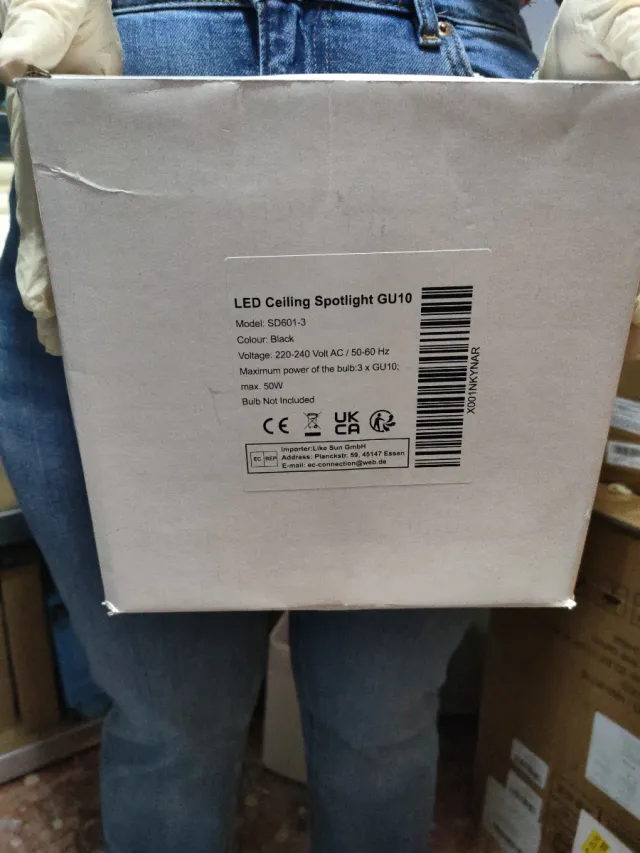 LED Ceiling Spotlight GU10
Model: SD601-3
Colour: Black
Voltage: 220-240 Volt AC / 50-60 Hz
Maximum power of the bulb:3 x GU10;
max. 50W
Bulb Not Included
CE
UK
CA
EC REP
Importer:Like Sun GmbH
Address: Planckstr: 59, 45147 Essen
E-mail: ec-connection@web.de
X001NKYNAR